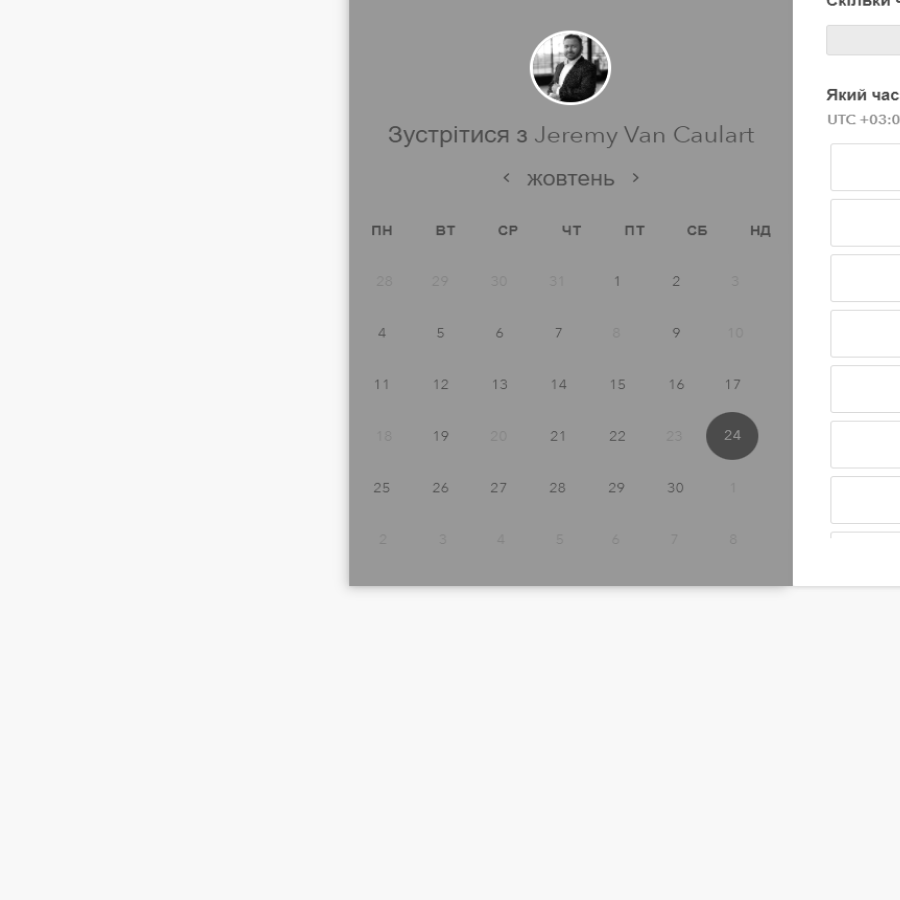 Зустрітися з Jeremy Van Caulart
жовтень
ПН ВТ СР ЧТ ПТ СБ НД
28 29 30 31 1 2 3
4 5 6 7 8 9 10
11 12 13 14 15 16 17
18 19 20 21 22 23 24
25 26 27 28 29 30 1
2 3 4 5 6 7 8
Скільки
Який час
UTC +03:0